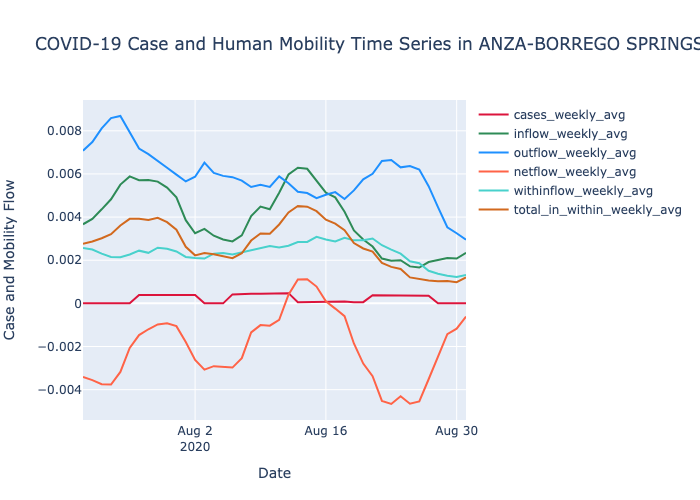 COVID-19 Case and Human Mobility Time Series in ANZA-BORREGO SPRINGS
cases_weekly_avg
inflow_weekly_avg
outflow_weekly_avg
netflow_weekly_avg
withinflow_weekly_avg
total_in_within_weekly_avg
Case and Mobility Flow
0.008
0.006
0.004
0.002
0
−0.002
−0.004
Aug 2
2020
Aug 16
Aug 30
Date